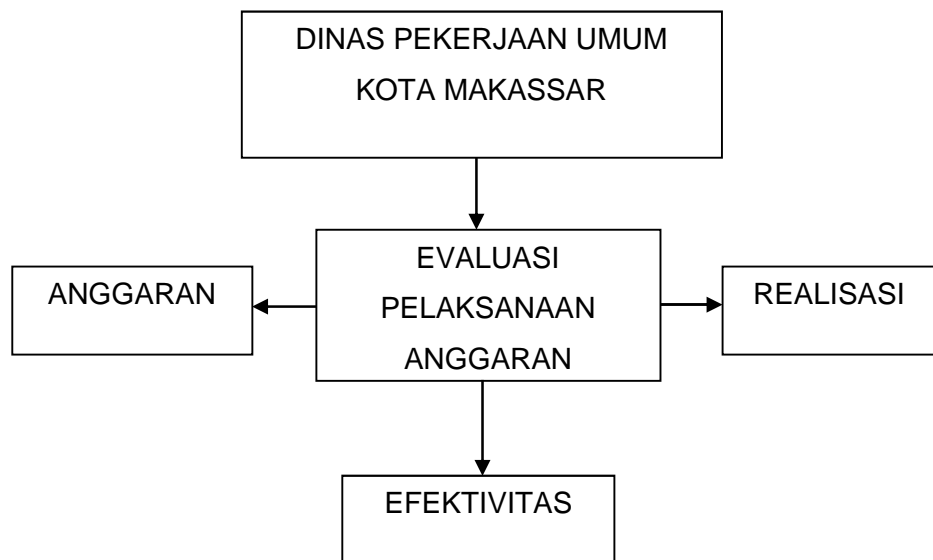 DINAS PEKERJAAN UMUM
KOTA MAKASSAR
EVALUASI
PELAKSANAAN
ANGGARAN
ANGGARAN
REALISASI
EFEKTIVITAS